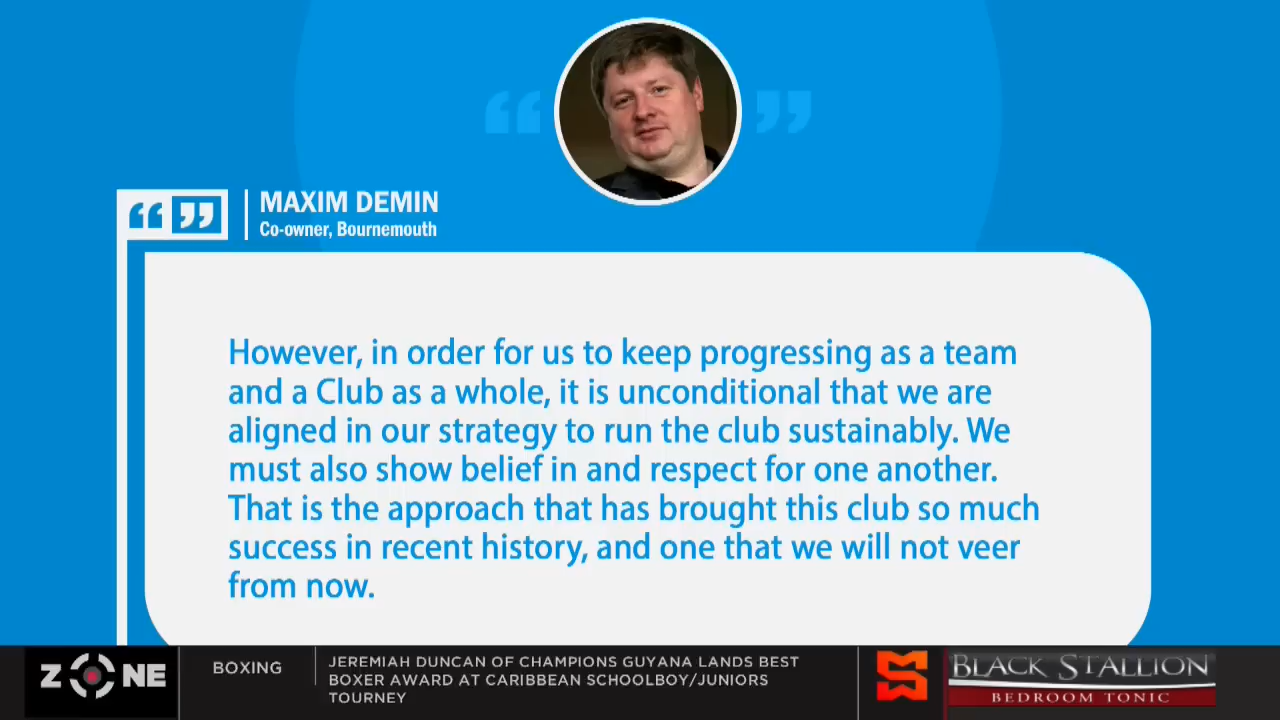 MAXIM DEMIN
Co-owner, Bournemouth
However, in order for us to keep progressing as a team
and a Club as a whole, it is unconditional that we are
aligned in our strategy to run the club sustainably. We
must also show belief in and respect for one another.
That is the approach that has brought this club so much
success in recent history, and one that we will not veer
from now.
ZONE
BOXING
JEREMIAH DUNCAN OF CHAMPIONS GUYANA LANDS BEST
BOXER AWARD AT CARIBBEAN SCHOOLBOY/JUNIORS
TOURNEY
BLACK STALLION
BEDROOM TONIC